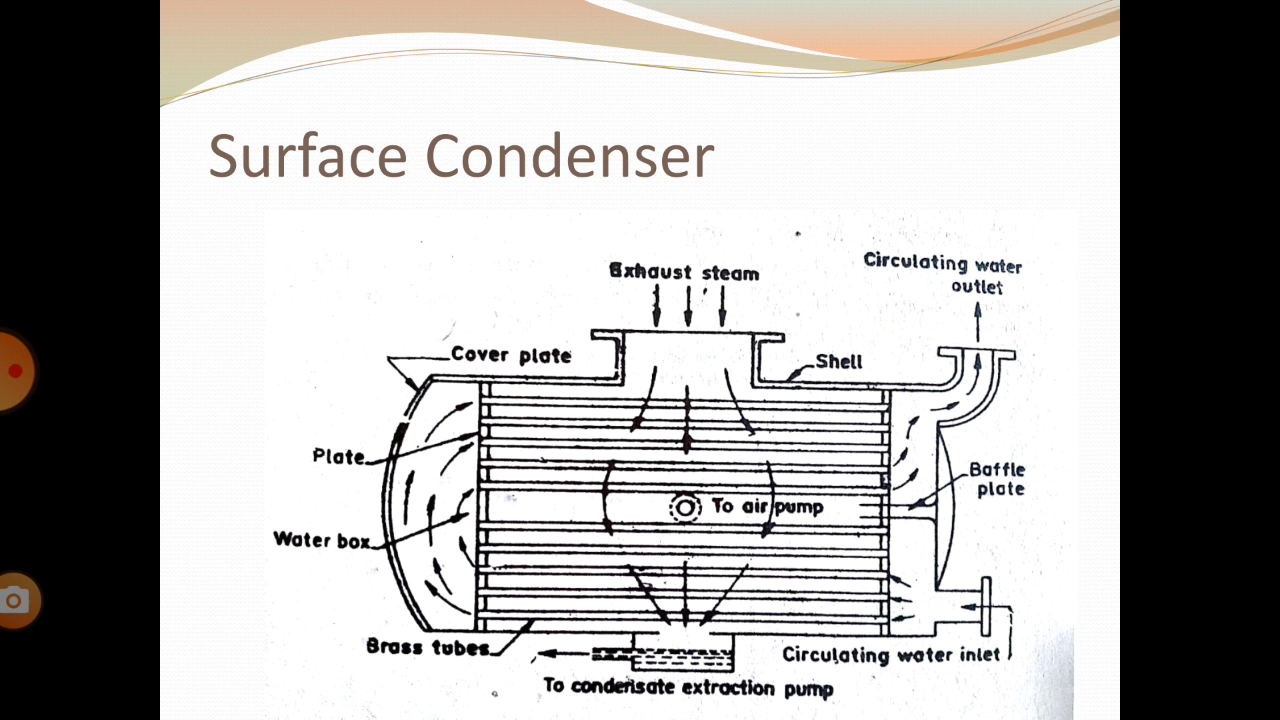 Surface Condenser
Exhaust steam
Circulating water
outlet
Cover plate
Shell
Plate
Baffle
plate
To air pump
Water box
Brass tubes
Circulating water inlet
To condensate extraction pump